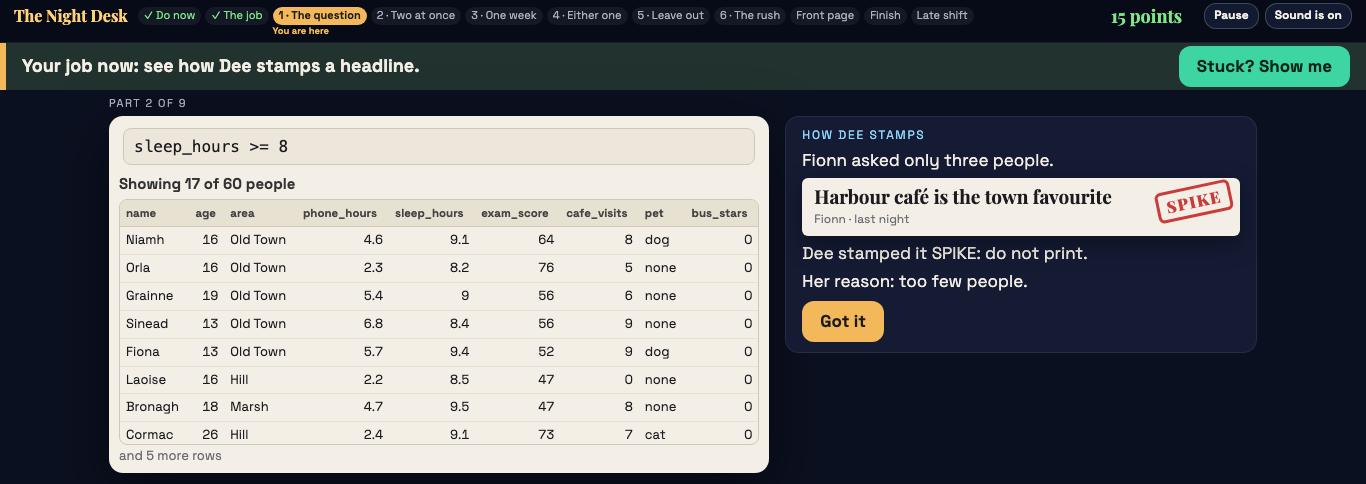 The Night Desk
✓ Do now
✓ The job
1 · The question
2 · Two at once
3 · One week
4 · Either one
5 · Leave out
6 · The rush
Front page
Finish
Late shift
15 points
Pause
Sound is on
You are here
Your job now: see how Dee stamps a headline.
Stuck? Show me
PART 2 OF 9
sleep_hours >= 8
Showing 17 of 60 people
name age area phone_hours sleep_hours exam_score cafe_visits pet bus_stars
Niamh 16 Old Town 4.6 9.1 64 8 dog 0
Orla 16 Old Town 2.3 8.2 76 5 none 0
Grainne 19 Old Town 5.4 9 56 6 none 0
Sinead 13 Old Town 6.8 8.4 56 9 none 0
Fiona 13 Old Town 5.7 9.4 52 9 dog 0
Laoise 16 Hill 2.2 8.5 47 0 none 0
Bronagh 18 Marsh 4.7 9.5 47 8 none 0
Cormac 26 Hill 2.4 9.1 73 7 cat 0
and 5 more rows
HOW DEE STAMPS
Fionn asked only three people.
Harbour café is the town favourite
Fionn · last night
SPIKE
Dee stamped it SPIKE: do not print.
Her reason: too few people.
Got it